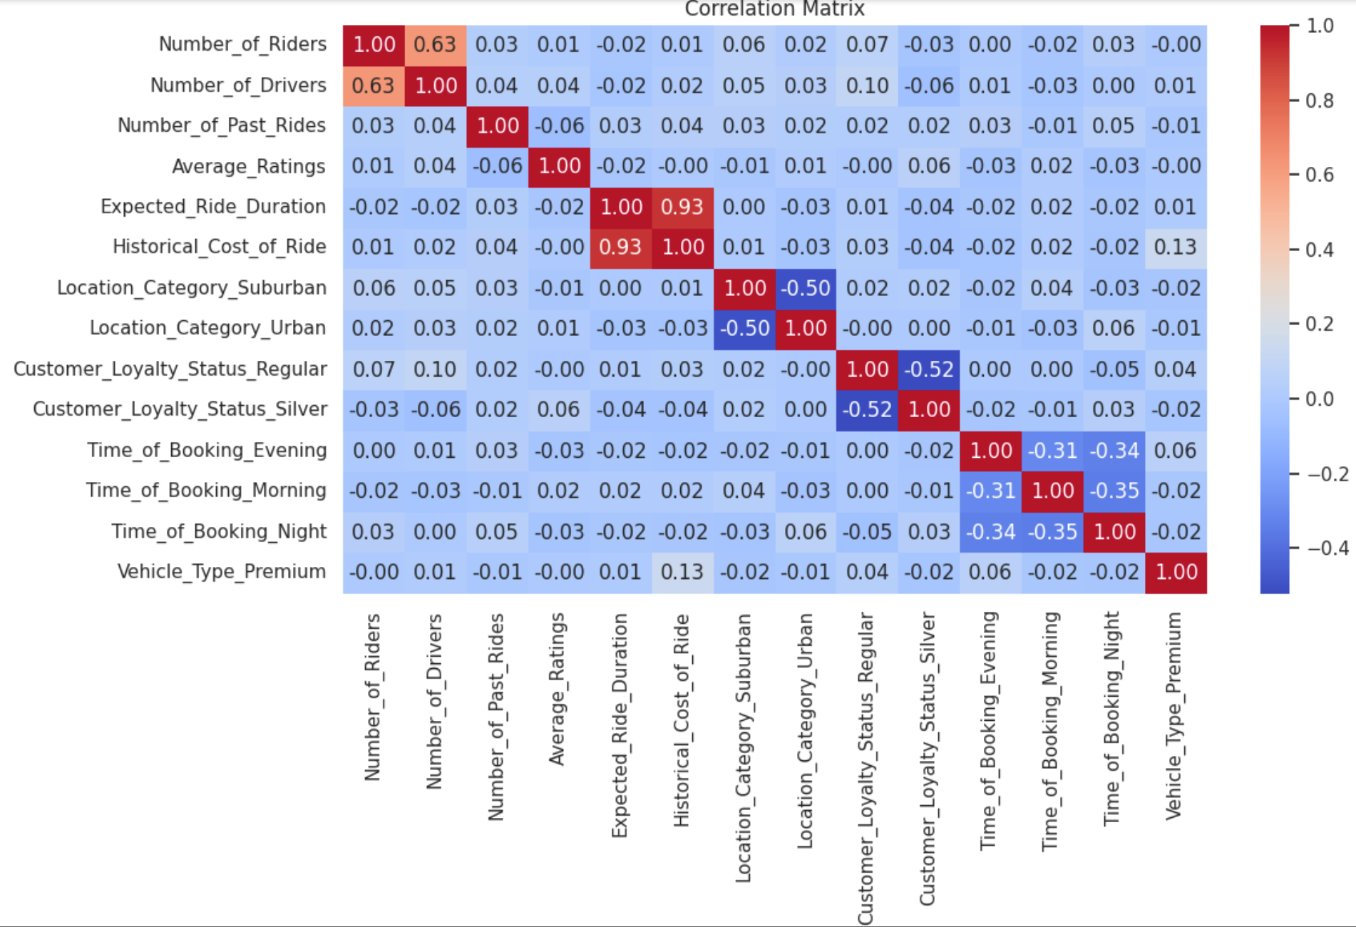 Correlation Matrix
Number_of_Riders 1.00 0.63 0.03 0.01 -0.02 0.01 0.06 0.02 0.07 -0.03 0.00 -0.02 0.03 -0.00
Number_of_Drivers 0.63 1.00 0.04 0.04 -0.02 0.02 0.05 0.03 0.10 -0.06 0.01 -0.03 0.00 0.01
Number_of_Past_Rides 0.03 0.04 1.00 -0.06 0.03 0.04 0.03 0.02 0.02 0.02 0.03 -0.01 0.05 -0.01
Average_Ratings 0.01 0.04 -0.06 1.00 -0.02 -0.00 -0.01 0.01 -0.00 0.06 -0.03 0.02 -0.03 -0.00
Expected_Ride_Duration -0.02 -0.02 0.03 -0.02 1.00 0.93 0.00 -0.03 0.01 -0.04 -0.02 0.02 -0.02 0.01
Historical_Cost_of_Ride 0.01 0.02 0.04 -0.00 0.93 1.00 0.01 -0.03 0.03 -0.04 -0.02 0.02 -0.02 0.13
Location_Category_Suburban 0.06 0.05 0.03 -0.01 0.00 0.01 1.00 -0.50 0.02 0.02 -0.02 0.04 -0.03 -0.02
Location_Category_Urban 0.02 0.03 0.02 0.01 -0.03 -0.03 -0.50 1.00 -0.00 0.00 -0.01 -0.03 0.06 -0.01
Customer_Loyalty_Status_Regular 0.07 0.10 0.02 -0.00 0.01 0.03 0.02 -0.00 1.00 -0.52 0.00 0.00 -0.05 0.04
Customer_Loyalty_Status_Silver -0.03 -0.06 0.02 0.06 -0.04 -0.04 0.02 0.00 -0.52 1.00 -0.02 -0.01 0.03 -0.02
Time_of_Booking_Evening 0.00 0.01 0.03 -0.03 -0.02 -0.02 -0.02 -0.01 0.00 -0.02 1.00 -0.31 -0.34 0.06
Time_of_Booking_Morning -0.02 -0.03 -0.01 0.02 0.02 0.02 0.04 -0.03 0.00 -0.01 -0.31 1.00 -0.35 -0.02
Time_of_Booking_Night 0.03 0.00 0.05 -0.03 -0.02 -0.02 -0.03 0.06 -0.05 0.03 -0.34 -0.35 1.00 -0.02
Vehicle_Type_Premium -0.00 0.01 -0.01 -0.00 0.01 0.13 -0.02 -0.01 0.04 -0.02 0.06 -0.02 -0.02 1.00
Number_of_Riders
Number_of_Drivers
Number_of_Past_Rides
Average_Ratings
Expected_Ride_Duration
Historical_Cost_of_Ride
Location_Category_Suburban
Location_Category_Urban
Customer_Loyalty_Status_Regular
Customer_Loyalty_Status_Silver
Time_of_Booking_Evening
Time_of_Booking_Morning
Time_of_Booking_Night
Vehicle_Type_Premium
1.0
0.8
0.6
0.4
0.2
0.0
−0.2
−0.4